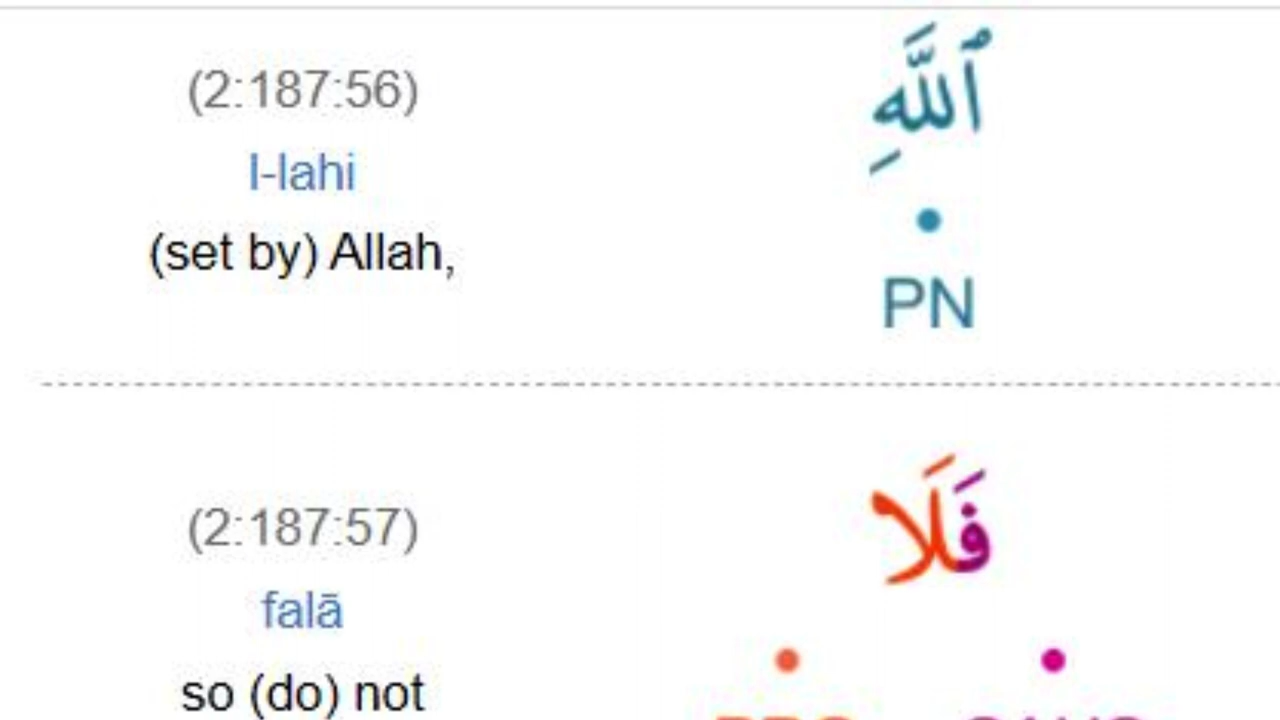 (2:187:56)
l-lahi
(set by) Allah,
ٱللَّهِ
PN
(2:187:57)
falā
so (do) not
فَلَا